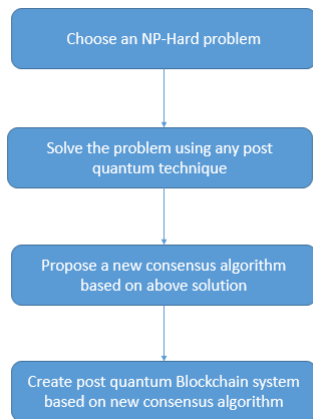 Choose an NP-Hard problem
Solve the problem using any post
quantum technique
Propose a new consensus algorithm
based on above solution
Create post quantum Blockchain system
based on new consensus algorithm